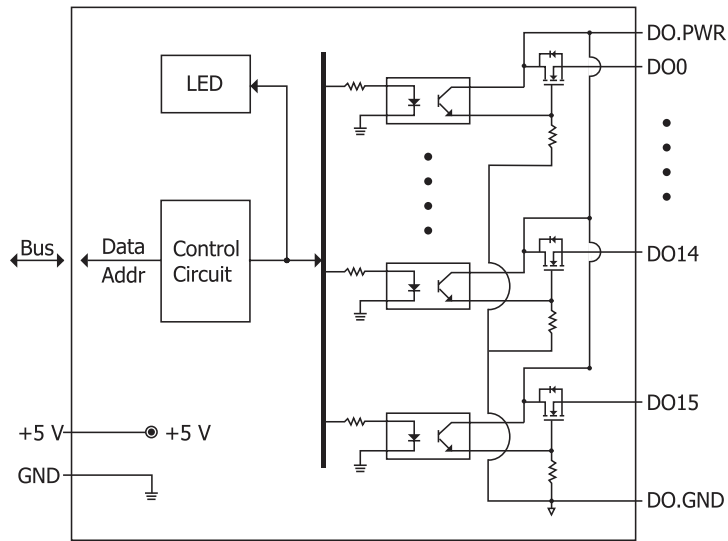 DO.PWR
LED
DO0
Bus
Data
Addr
Control
Circuit
DO14
DO15
+5 V
+5 V
GND
DO.GND